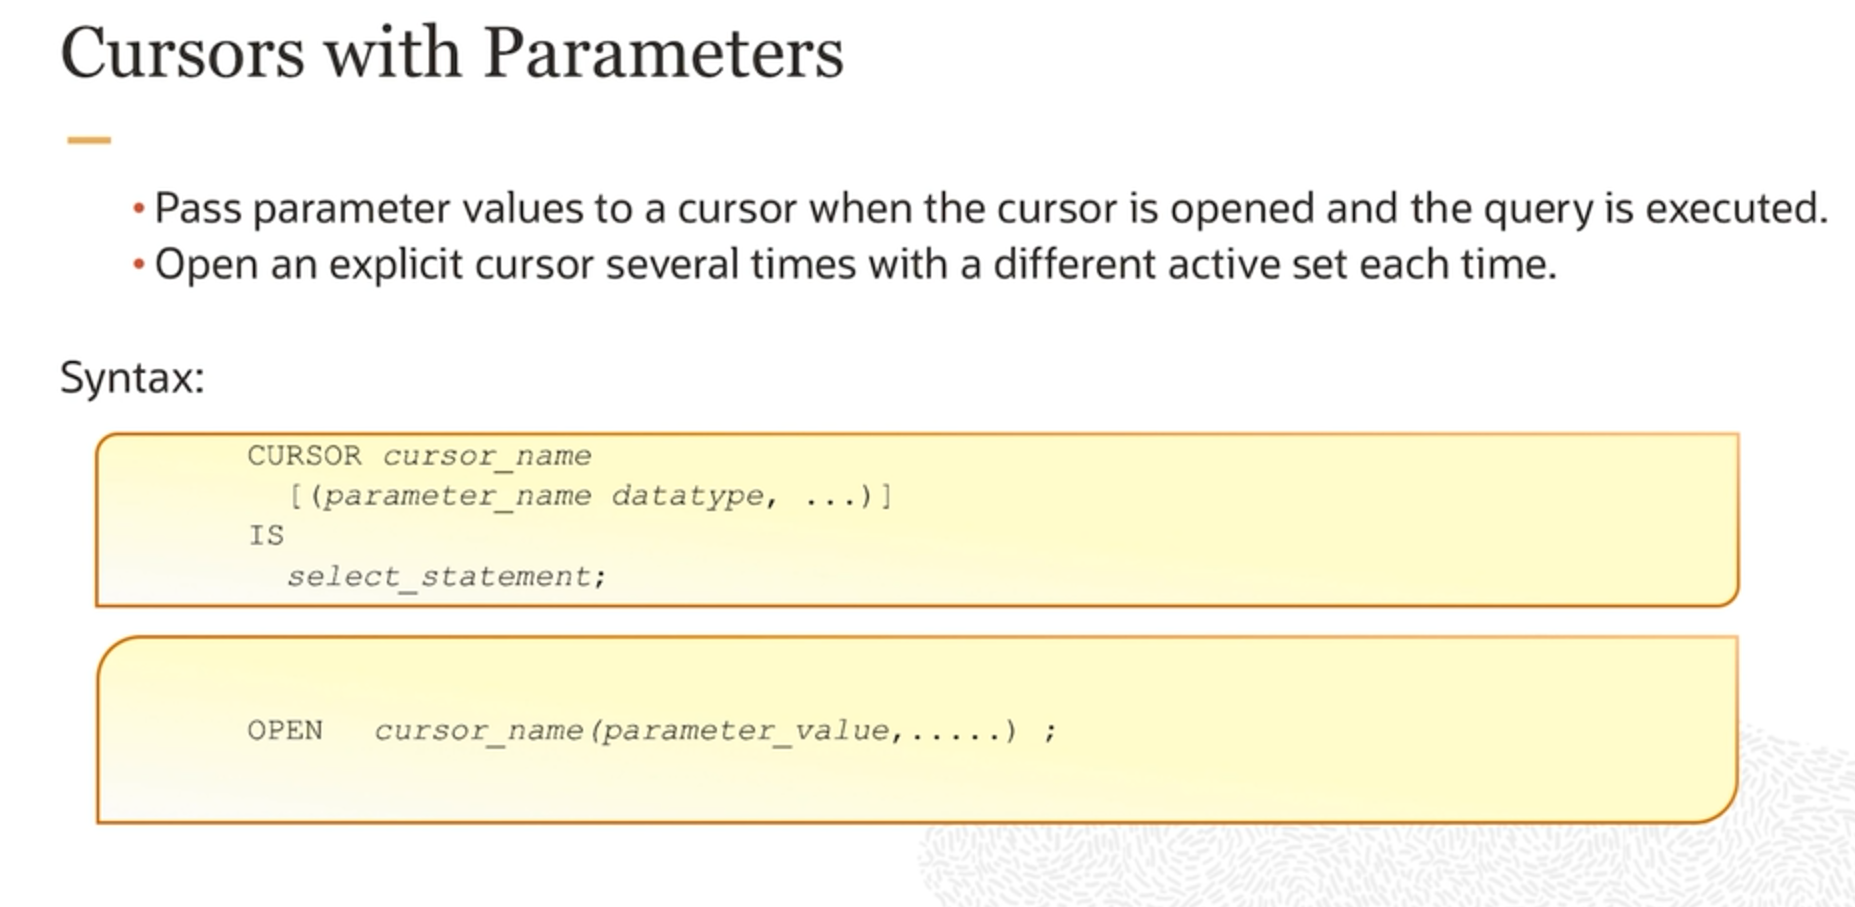 Cursors with Parameters
• Pass parameter values to a cursor when the cursor is opened and the query is executed.
• Open an explicit cursor several times with a different active set each time.
Syntax:
CURSOR cursor_name
[(parameter_name datatype, ...)]
IS
select_statement;
OPEN cursor_name(parameter_value,.....) ;